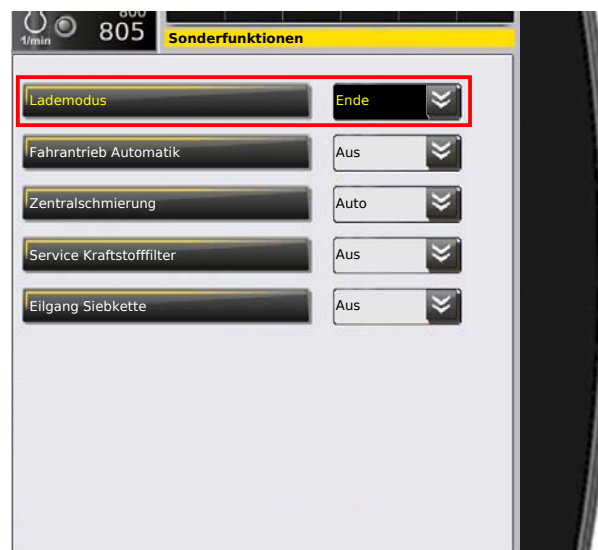 800
1/min
805
Sonderfunktionen
Lademodus Ende
Fahrantrieb Automatik Aus
Zentralschmierung Auto
Service Kraftstofffilter Aus
Eilgang Siebkette Aus